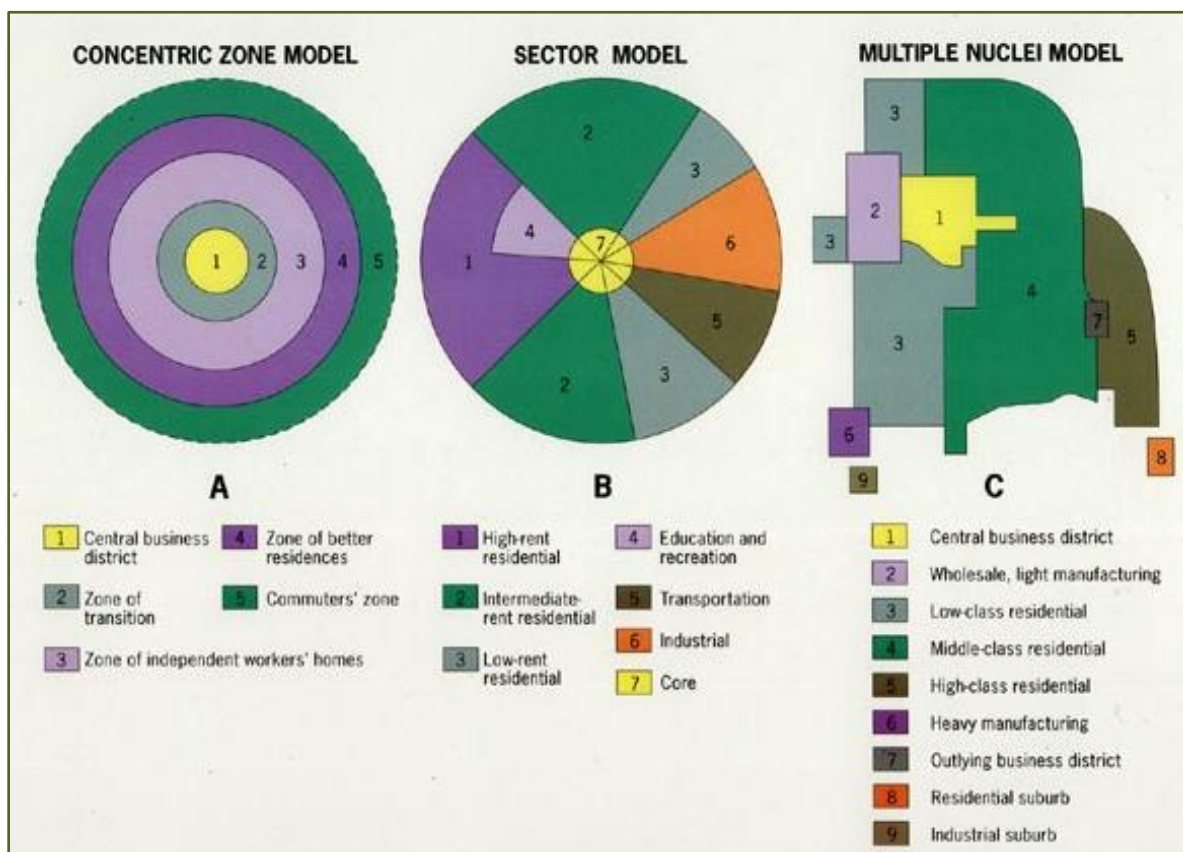 CONCENTRIC ZONE MODEL
1
2
3
4
5
A
1 Central business
district
2 Zone of
transition
3 Zone of independent workers' homes
4 Zone of better
residences
5 Commuters' zone
SECTOR MODEL
2
3
4
7
6
1
5
2
3
B
1 High-rent
residential
2 Intermediate-
rent residential
3 Low-rent
residential
4 Education and
recreation
5 Transportation
6 Industrial
7 Core
MULTIPLE NUCLEI MODEL
3
2
1
3
4
7
5
3
6
8
9
C
1 Central business district
2 Wholesale, light manufacturing
3 Low-class residential
4 Middle-class residential
5 High-class residential
6 Heavy manufacturing
7 Outlying business district
8 Residential suburb
9 Industrial suburb